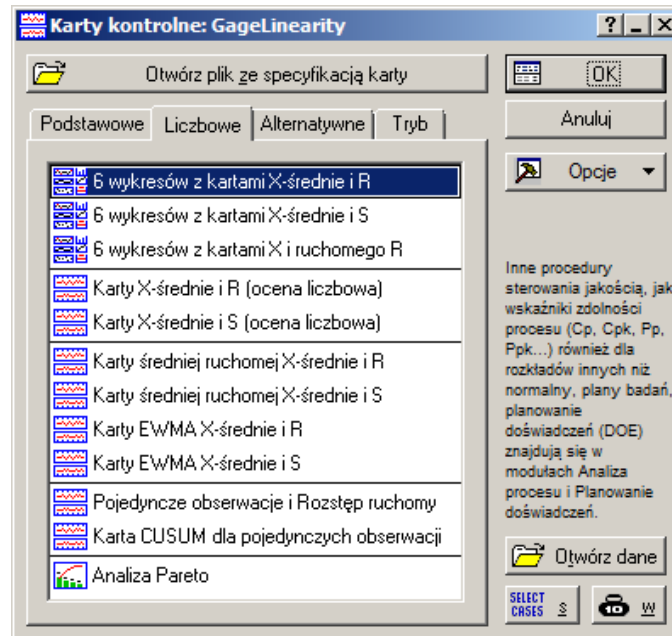 Karty kontrolne: GageLinearity
Otwórz plik ze specyfikacją karty
OK
Anuluj
Opcje
Podstawowe Liczbowe Alternatywne Tryb
6 wykresów z kartami X-średnie i R
6 wykresów z kartami X-średnie i S
6 wykresów z kartami X i ruchomego R
Karty X-średnie i R (ocena liczbowa)
Karty X-średnie i S (ocena liczbowa)
Karty średniej ruchomej X-średnie i R
Karty średniej ruchomej X-średnie i S
Karty EWMA X-średnie i R
Karty EWMA X-średnie i S
Pojedyncze obserwacje i Rozstęp ruchomy
Karta CUSUM dla pojedynczych obserwacji
Analiza Pareto
Inne procedury
sterowania jakością, jak
wskaźniki zdolności
procesu (Cp, Cpk, Pp,
Ppk...) również dla
rozkładów innych niż
normalny, plany badań,
planowanie
doświadczeń (DOE)
znajdują się w
modułach Analiza
procesu i Planowanie
doświadczeń.
Otwórz dane
SELECT
CASES S
10 W